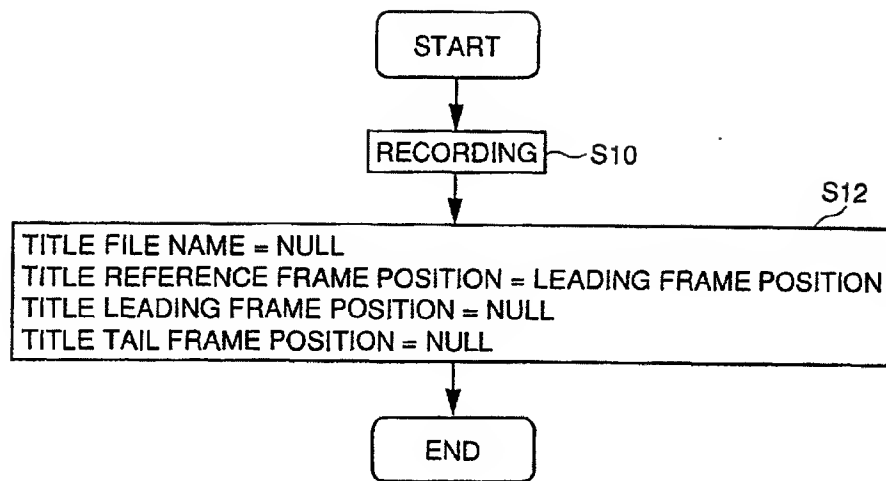 START
RECORDING
S10
S12
TITLE FILE NAME = NULL
TITLE REFERENCE FRAME POSITION = LEADING FRAME POSITION
TITLE LEADING FRAME POSITION = NULL
TITLE TAIL FRAME POSITION = NULL
END